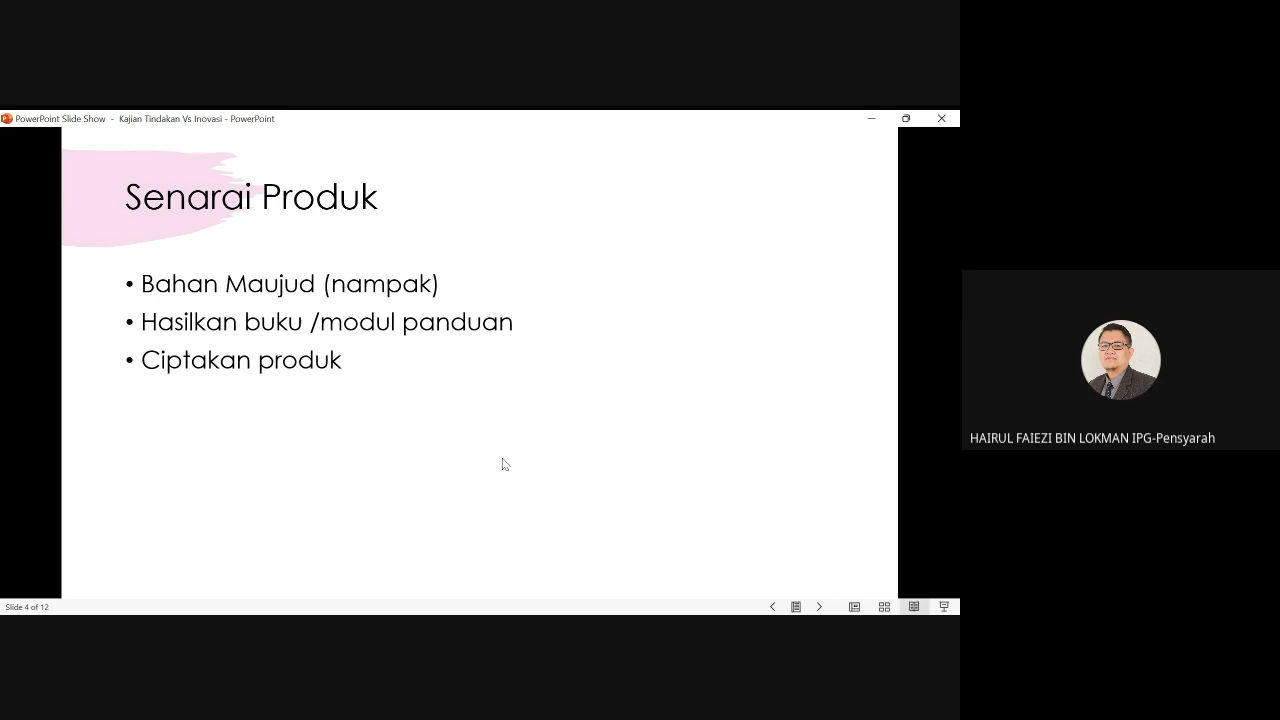 PowerPoint Slide Show - Kajian Tindakan Vs Inovasi - PowerPoint
Senarai Produk
• Bahan Maujud (nampak)
• Hasilkan buku /modul panduan
• Ciptakan produk
HAIRUL FAIEZI BIN LOKMAN IPG-Pensyarah
Slide 4 of 12